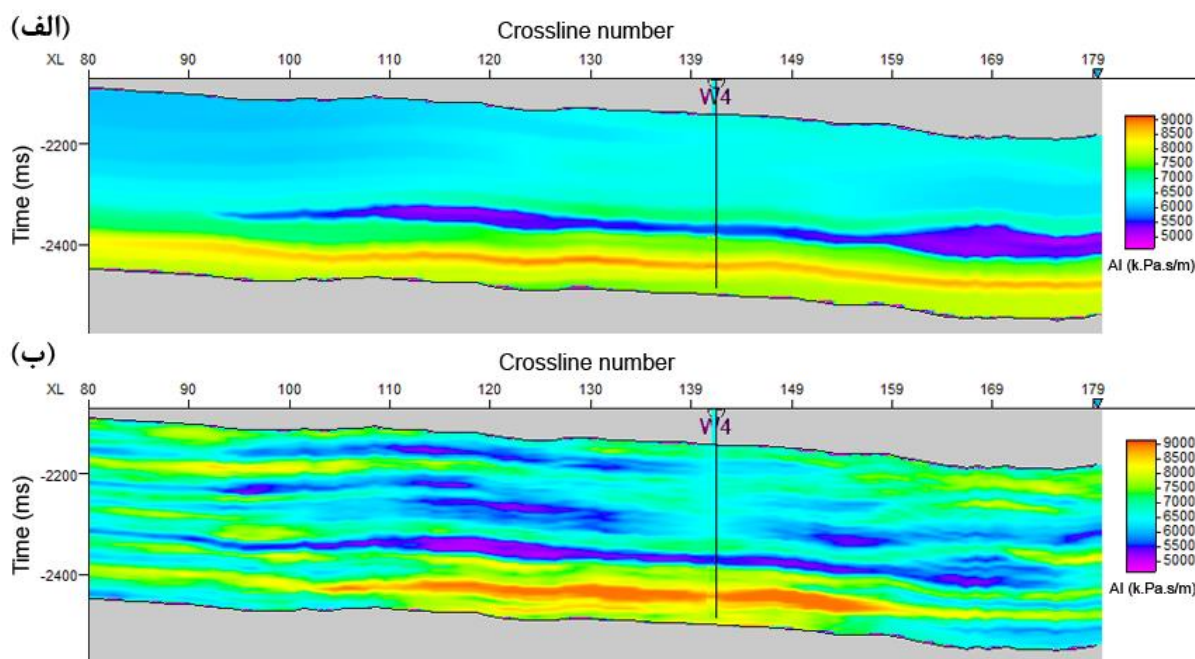 (الف)
Crossline number
XL 80 90 100 110 120 130 139 149 159 169 179
W4
Time (ms)
-2200
-2400
9000
8500
8000
7500
7000
6500
6000
5500
5000
AI (k.Pa.s/m)
(ب)
Crossline number
XL 80 90 100 110 120 130 139 149 159 169 179
W4
Time (ms)
-2200
-2400
9000
8500
8000
7500
7000
6500
6000
5500
5000
AI (k.Pa.s/m)